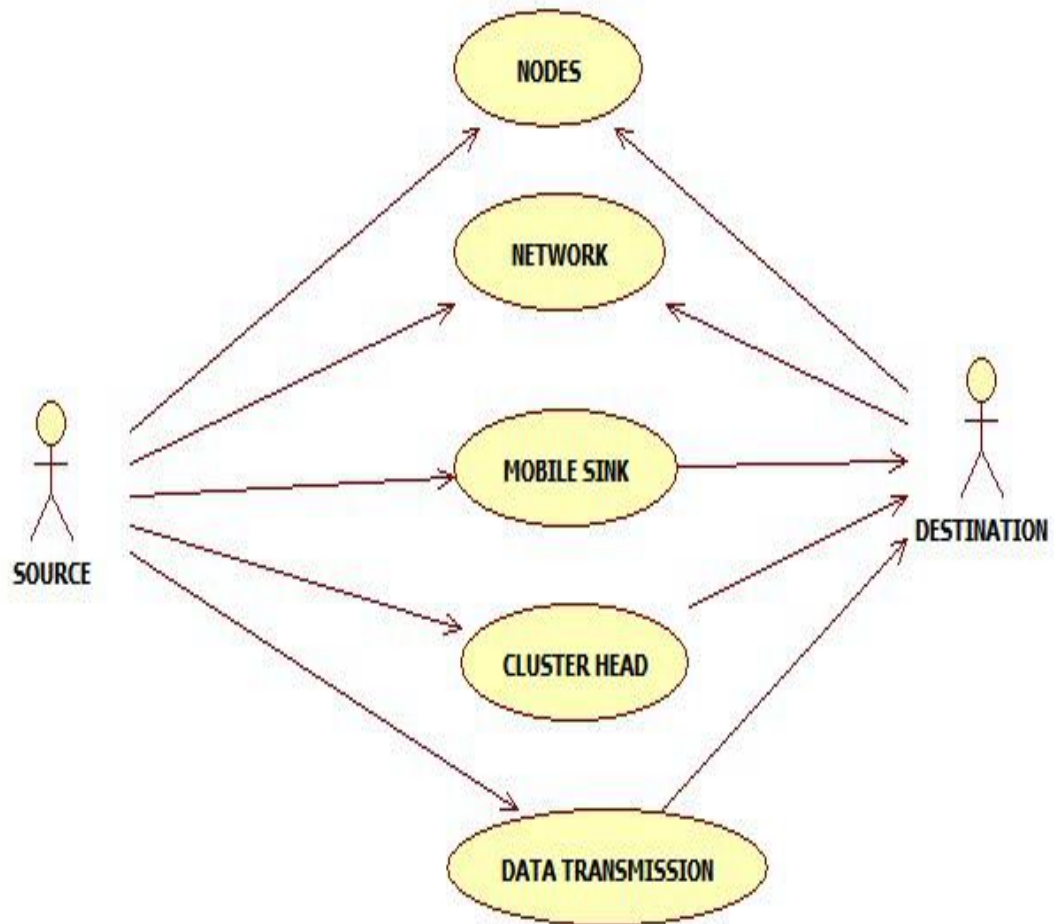 NODES
NETWORK
MOBILE SINK
DESTINATION
SOURCE
CLUSTER HEAD
DATA TRANSMISSION